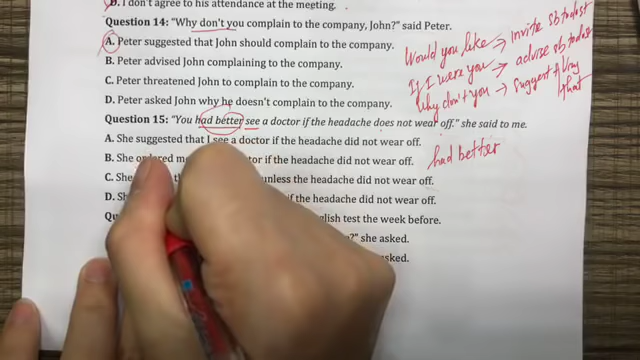 D. I don't agree to his attendance at the meeting.
Question 14: "Why don't you complain to the company, John?" said Peter.
A. Peter suggested that John should complain to the company.
B. Peter advised John complaining to the company.
C. Peter threatened John to complain to the company.
D. Peter asked John why he doesn't complain to the company.
Would you like → invite sb to do st
If I were you → advise sb to do st
Why don't you → suggest + Ving
that
Question 15: "You had better see a doctor if the headache does not wear off." she said to me.
A. She suggested that I see a doctor if the headache did not wear off.
B. She ordered me tor if the headache did not wear off.
had better
C. She unless the headache did not wear off.
D. Sh if the headache did not wear off.
Qu glish test the week before.
?" she asked.
asked.